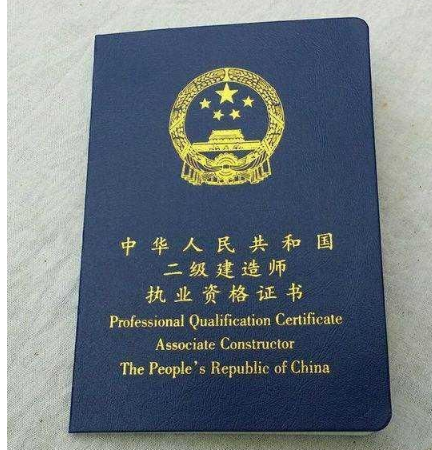 中华人民共和国
二级建造师
执业资格证书
Professional Qualification Certificate
Associate Constructor
The People's Republic of China